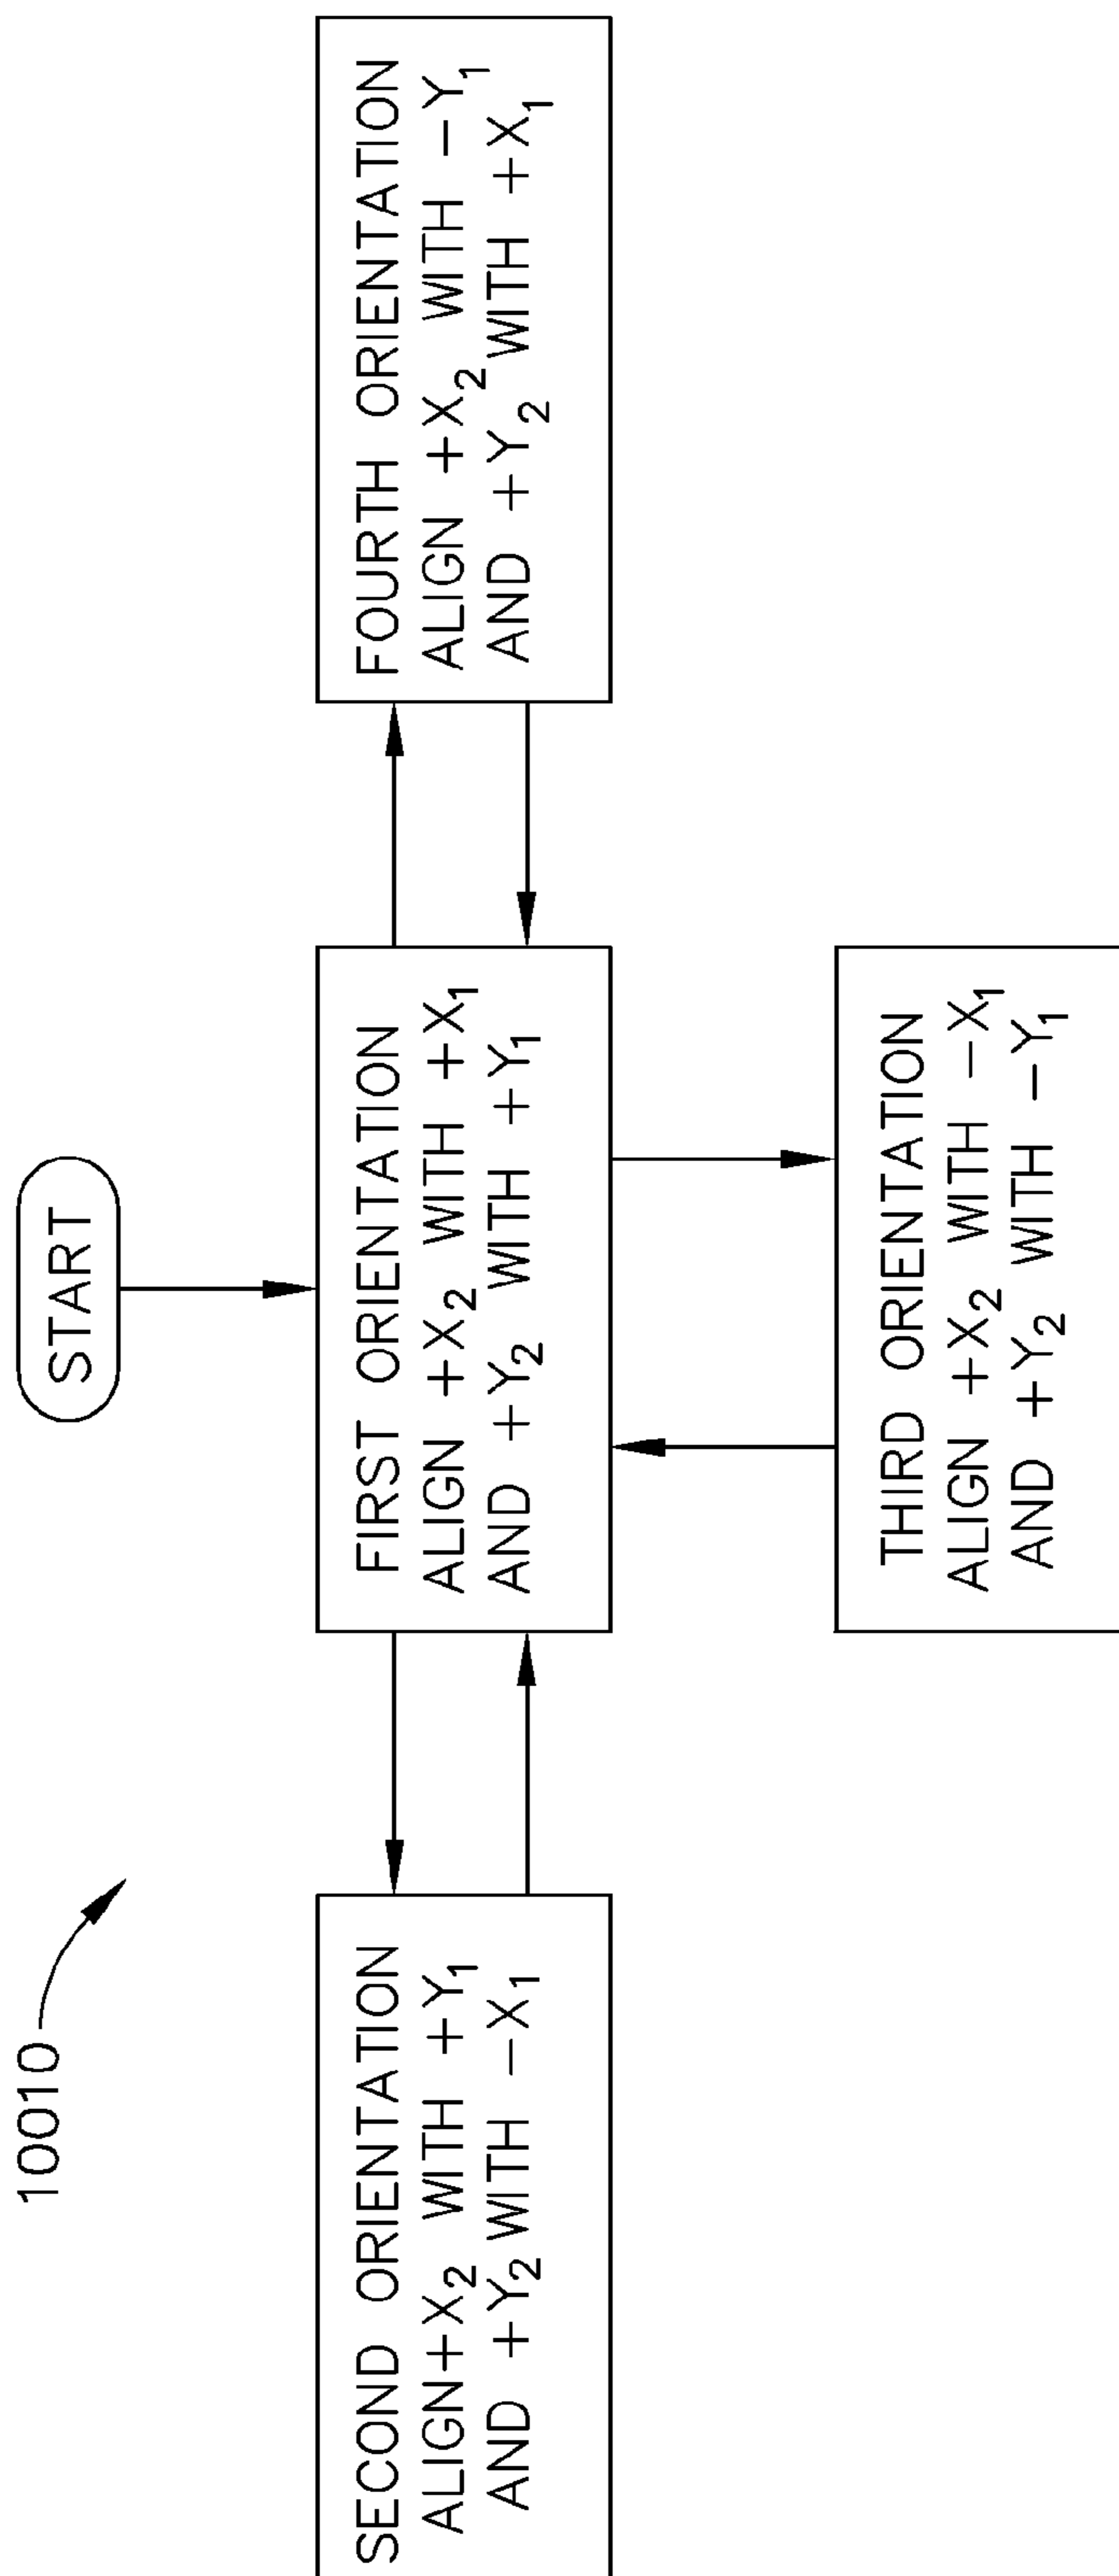 10010
START
SECOND ORIENTATION
ALIGN+X₂ WITH +Y₁
AND +Y₂ WITH −X₁
FIRST ORIENTATION
ALIGN +X₂ WITH +X₁
AND +Y₂ WITH +Y₁
FOURTH ORIENTATION
ALIGN +X₂ WITH −Y₁
AND +Y₂ WITH +X₁
THIRD ORIENTATION
ALIGN +X₂ WITH −X₁
AND +Y₂ WITH −Y₁